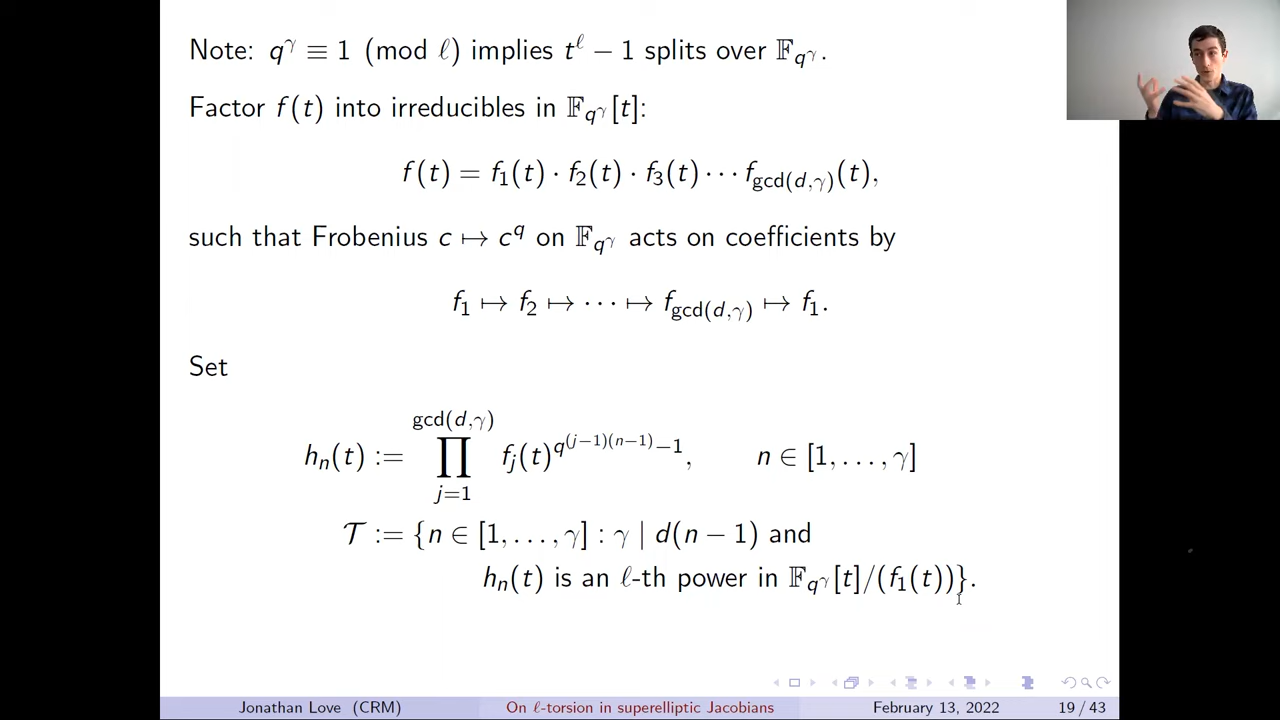 Note: q^γ ≡ 1 (mod ℓ) implies t^ℓ − 1 splits over 𝔽_{q^γ}.
Factor f(t) into irreducibles in 𝔽_{q^γ}[t]:
f(t) = f_1(t) · f_2(t) · f_3(t) ··· f_{gcd(d,γ)}(t),
such that Frobenius c ↦ c^q on 𝔽_{q^γ} acts on coefficients by
f_1 ↦ f_2 ↦ ··· ↦ f_{gcd(d,γ)} ↦ f_1.
Set
h_n(t) := ∏_{j=1}^{gcd(d,γ)} f_j(t)^{q^{(j−1)(n−1)}−1}, n ∈ [1, . . . , γ]
𝒯 := {n ∈ [1, . . . , γ] : γ | d(n − 1) and
h_n(t) is an ℓ-th power in 𝔽_{q^γ}[t]/(f_1(t))}.
Jonathan Love (CRM) On ℓ-torsion in superelliptic Jacobians February 13, 2022 19 / 43